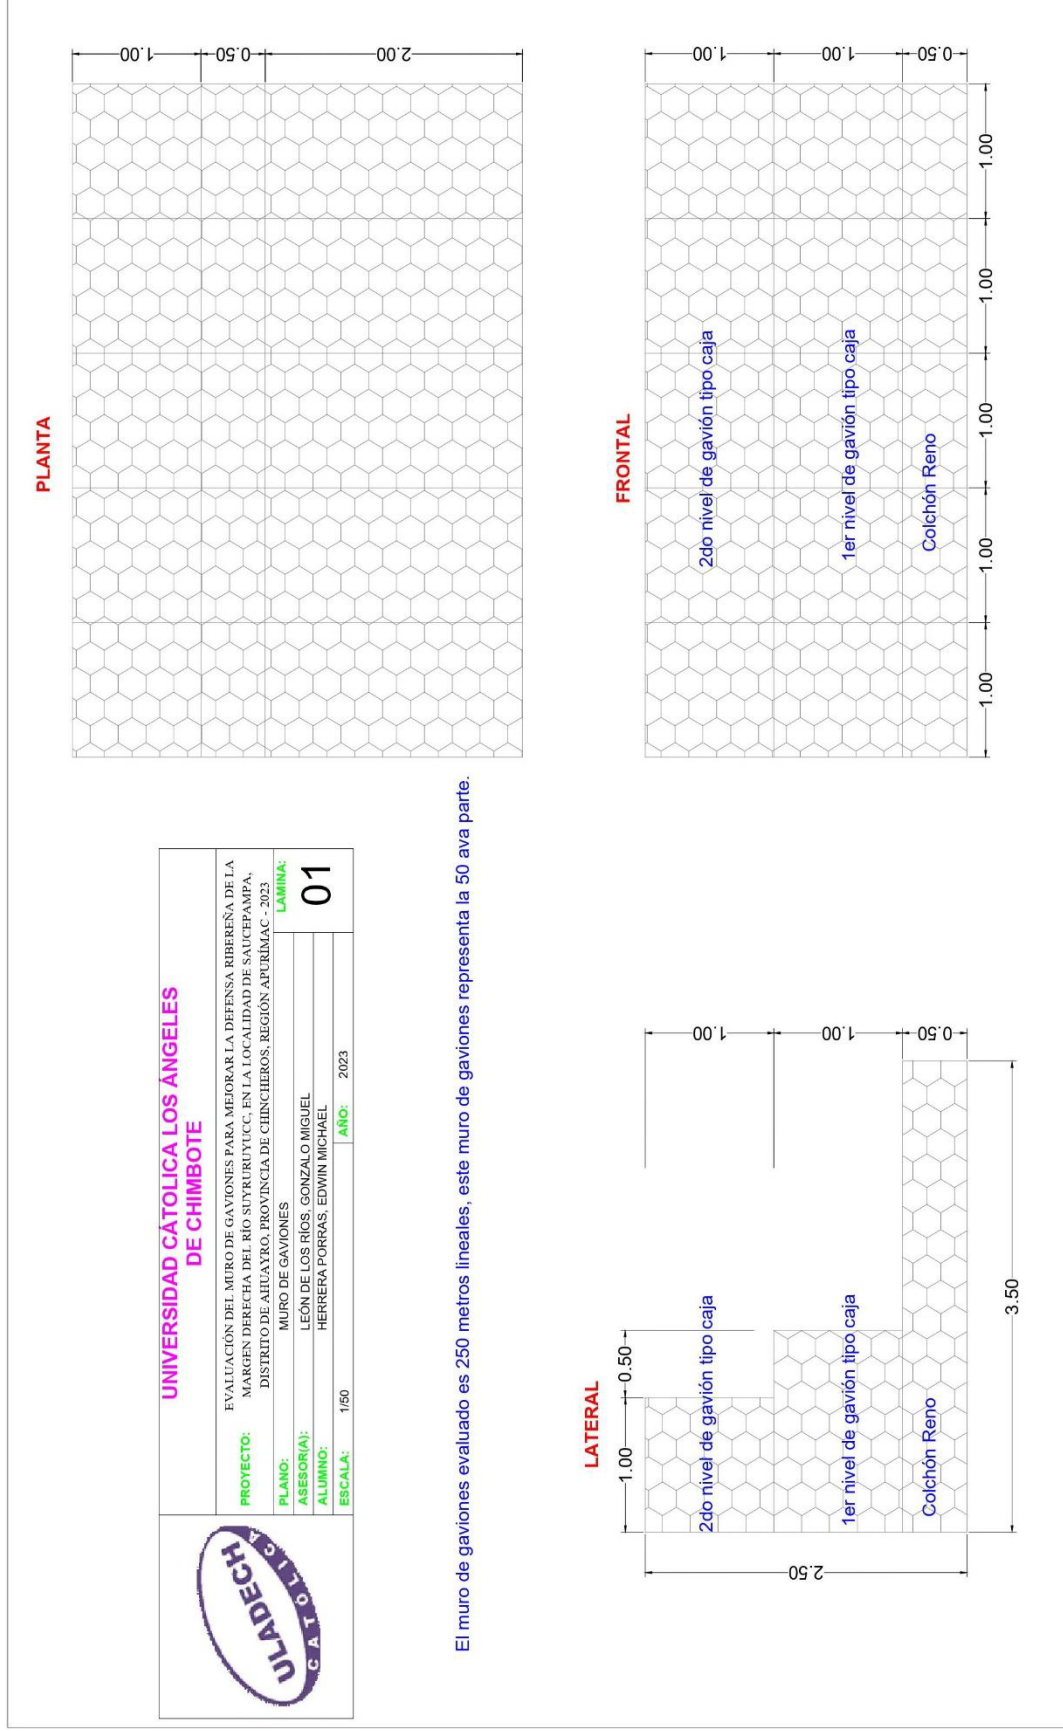 ULADECH
CATOLICA
UNIVERSIDAD CÁTOLICA LOS ÁNGELES
DE CHIMBOTE
PROYECTO:
EVALUACIÓN DEL MURO DE GAVIONES PARA MEJORAR LA DEFENSA RIBEREÑA DE LA
MARGEN DERECHA DEL RÍO SUYRURUYUCC, EN LA LOCALIDAD DE SAUCEPAMPA,
DISTRITO DE AHUAYRO, PROVINCIA DE CHINCHEROS, REGIÓN APURÍMAC - 2023
PLANO: MURO DE GAVIONES
ASESOR(A): LEÓN DE LOS RÍOS, GONZALO MIGUEL
ALUMNO: HERRERA PORRAS, EDWIN MICHAEL
ESCALA: 1/50 AÑO: 2023
LAMINA:
01
PLANTA
1.00
0.50
2.00
El muro de gaviones evaluado es 250 metros lineales, este muro de gaviones representa la 50 ava parte.
LATERAL
1.00 0.50
2do nivel de gavión tipo caja
1er nivel de gavión tipo caja
Colchón Reno
2.50
1.00
1.00
0.50
3.50
FRONTAL
2do nivel de gavión tipo caja
1er nivel de gavión tipo caja
Colchón Reno
1.00
1.00
0.50
1.00 1.00 1.00 1.00 1.00